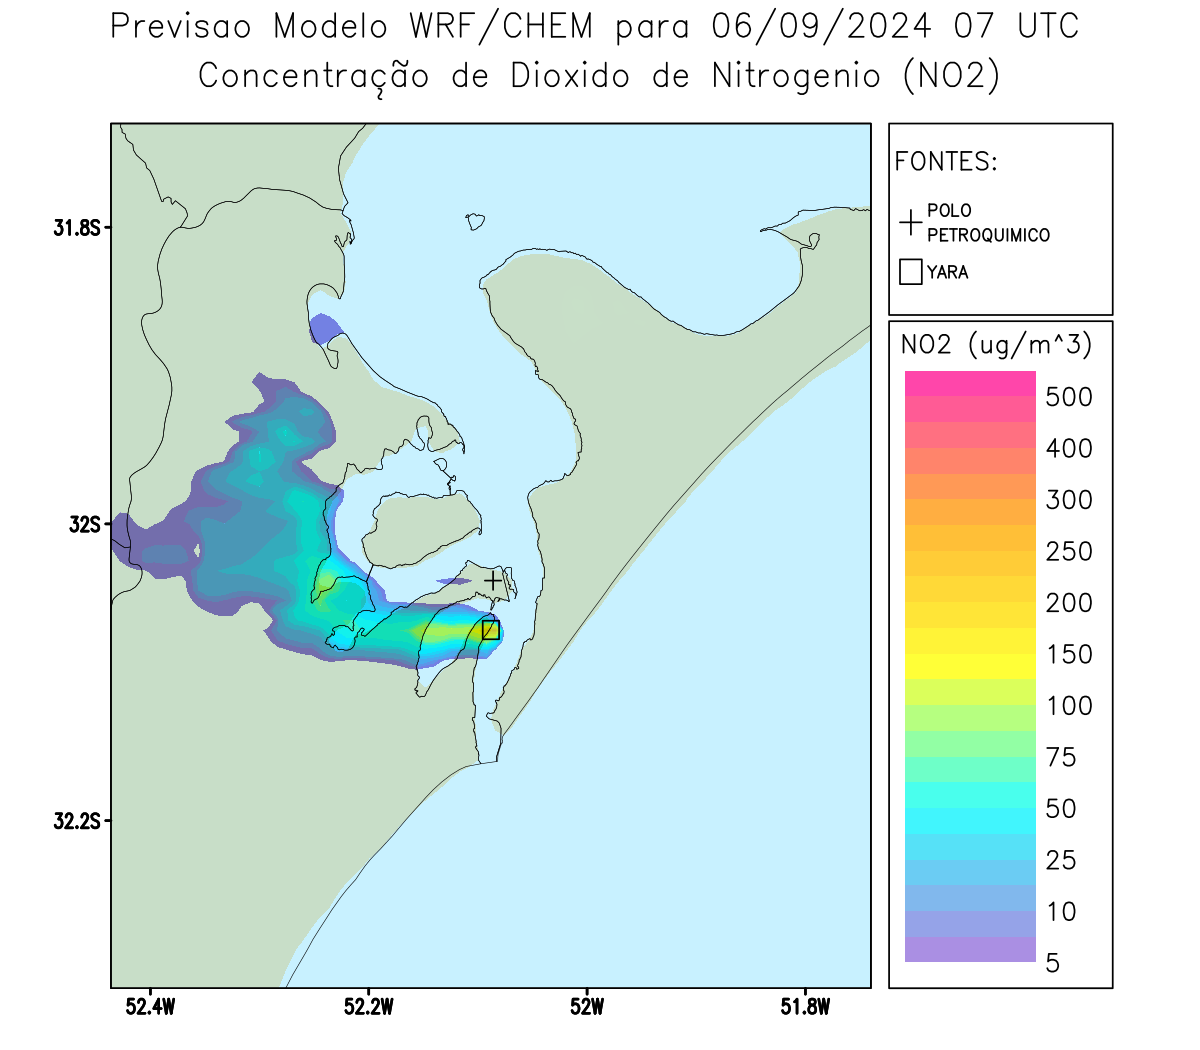 Previsao Modelo WRF/CHEM para 06/09/2024 07 UTC
Concentração de Dioxido de Nitrogenio (NO2)
FONTES:
POLO
PETROQUIMICO
YARA
NO2 (ug/m^3)
500
400
300
250
200
150
100
75
50
25
10
5
31.8S
32S
32.2S
52.4W
52.2W
52W
51.8W